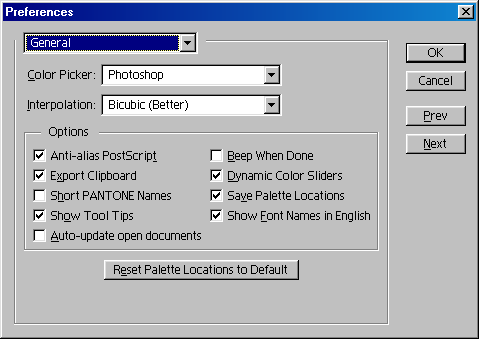 Preferences
General
OK
Color Picker: Photoshop
Cancel
Interpolation: Bicubic (Better)
Prev
Next
Options
Anti-alias PostScript
Beep When Done
Export Clipboard
Dynamic Color Sliders
Short PANTONE Names
Save Palette Locations
Show Tool Tips
Show Font Names in English
Auto-update open documents
Reset Palette Locations to Default